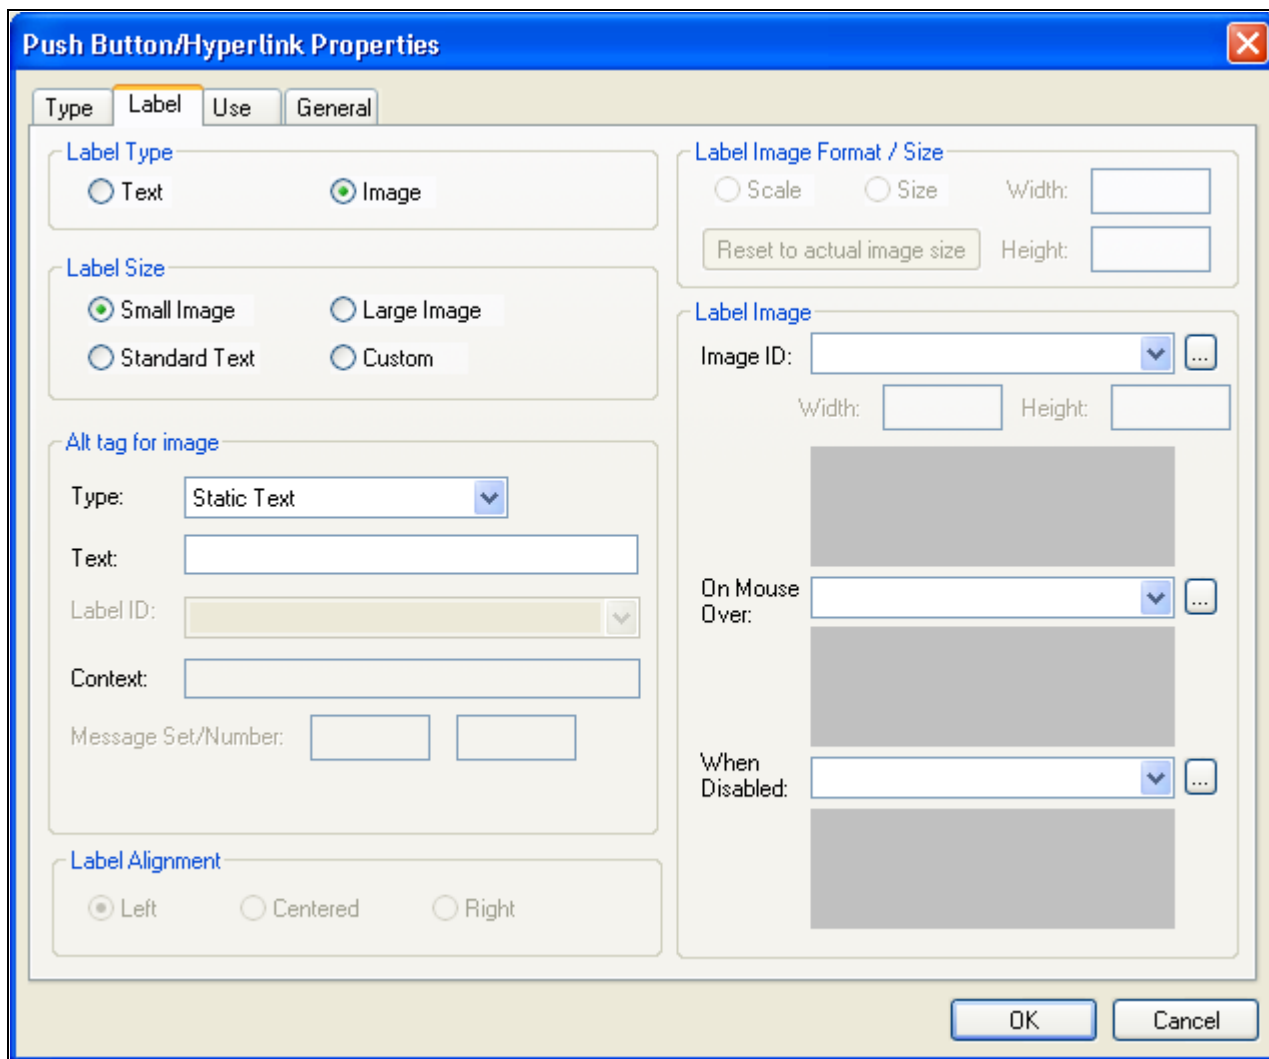 Push Button/Hyperlink Properties
Type Label Use General
Label Type
Text Image
Label Size
Small Image Large Image
Standard Text Custom
Alt tag for image
Type: Static Text
Text:
Label ID:
Context:
Message Set/Number:
Label Alignment
Left Centered Right
Label Image Format / Size
Scale Size Width:
Reset to actual image size Height:
Label Image
Image ID: ...
Width: Height:
On Mouse ...
Over:
When ...
Disabled:
OK Cancel